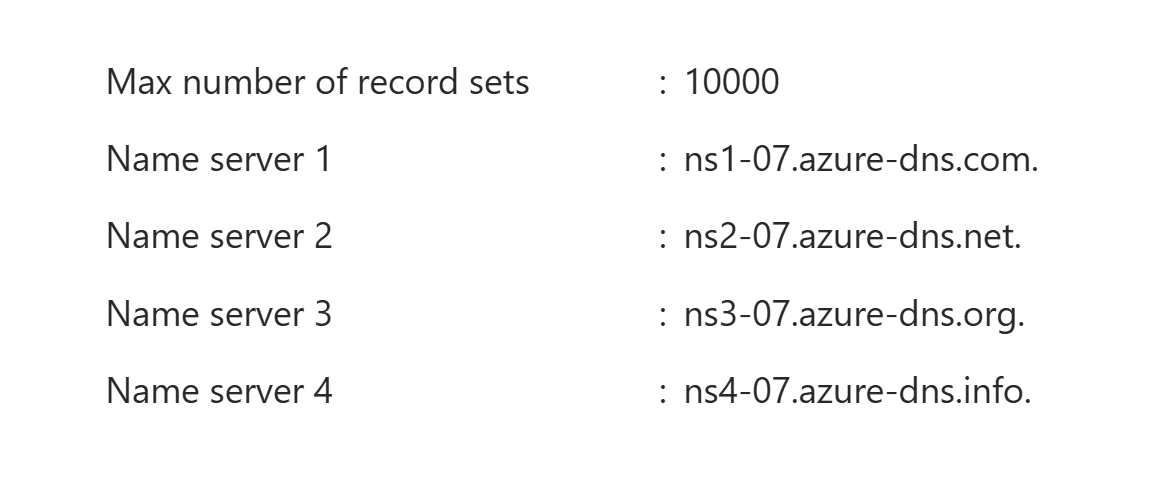 Max number of record sets : 10000
Name server 1 : ns1-07.azure-dns.com.
Name server 2 : ns2-07.azure-dns.net.
Name server 3 : ns3-07.azure-dns.org.
Name server 4 : ns4-07.azure-dns.info.